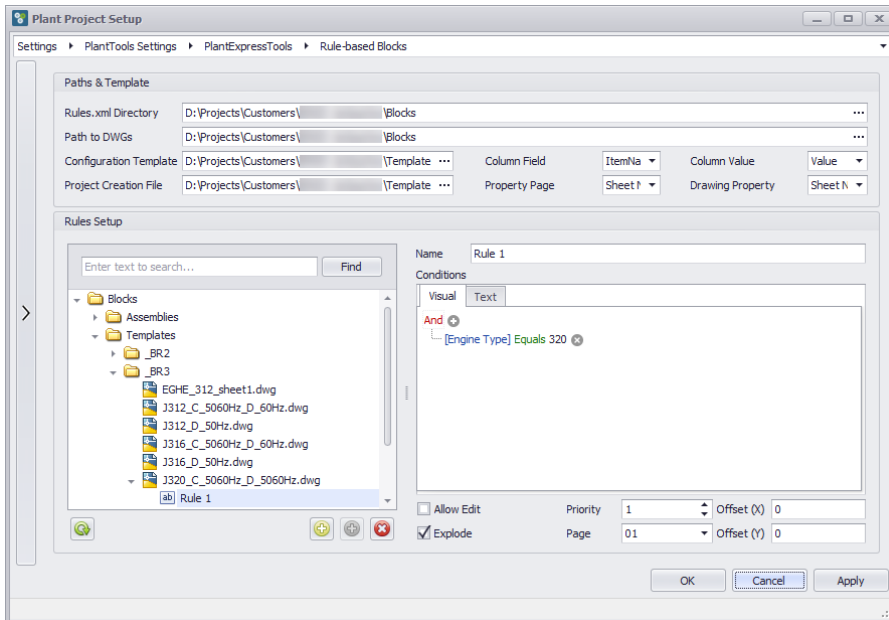 Plant Project Setup
Settings PlantTools Settings PlantExpressTools Rule-based Blocks
Paths & Template
Rules.xml Directory D:\Projects\Customers\ \Blocks ...
Path to DWGs D:\Projects\Customers\ \Blocks ...
Configuration Template D:\Projects\Customers\ \Template ... Column Field ItemNa Column Value Value
Project Creation File D:\Projects\Customers\ \Template ... Property Page Sheet Drawing Property Sheet N
Rules Setup
Enter text to search... Find
Blocks
Assemblies
Templates
_BR2
_BR3
EGHE_312_sheet1.dwg
J312_C_5060Hz_D_60Hz.dwg
J312_D_50Hz.dwg
J316_C_5060Hz_D_60Hz.dwg
J316_D_50Hz.dwg
J320_C_5060Hz_D_5060Hz.dwg
ab Rule 1
Name Rule 1
Conditions
Visual Text
And
[Engine Type] Equals 320
Allow Edit Priority 1 Offset (X) 0
Explode Page 01 Offset (Y) 0
OK Cancel Apply